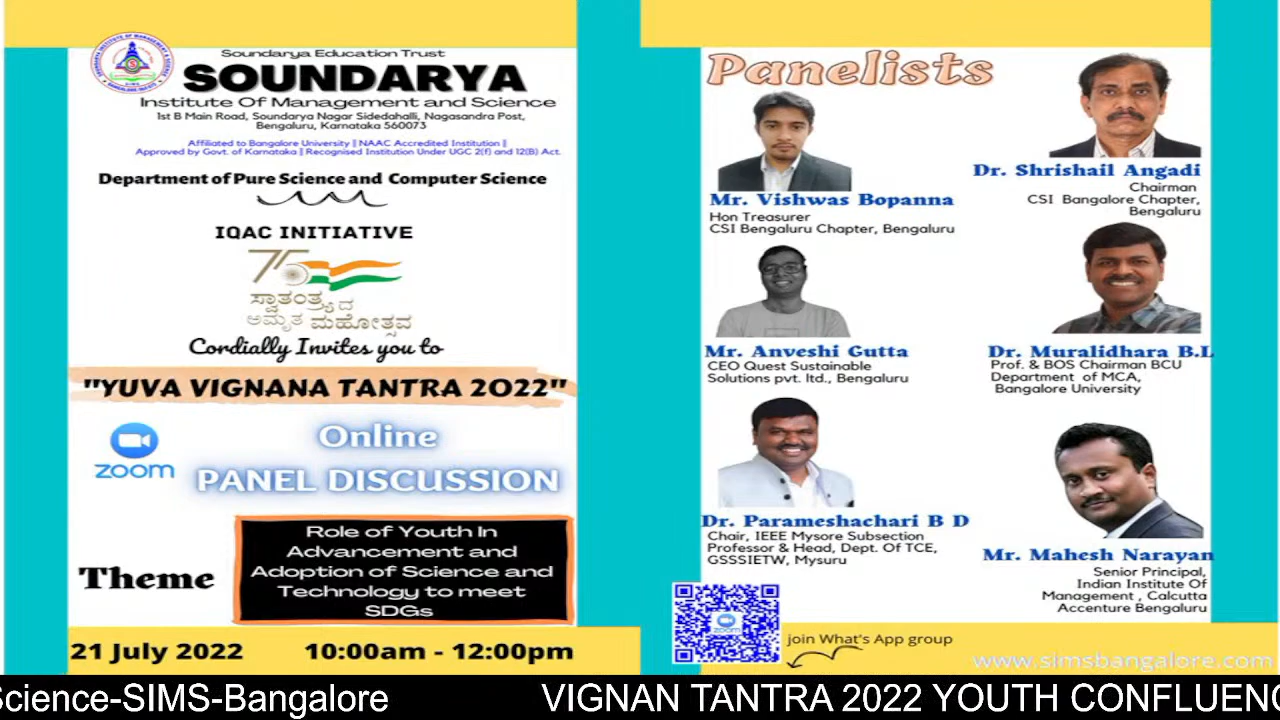 Soundarya Education Trust
SOUNDARYA
Institute Of Management and Science
1st B Main Road, Soundarya Nagar Sidedahalli, Nagasandra Post,
Bengaluru, Karnataka 560073
Affiliated to Bangalore University || NAAC Accredited Institution ||
Approved by Govt. of Karnataka || Recognised Institution Under UGC 2(f) and 12(B) Act.
Department of Pure Science and Computer Science
IQAC INITIATIVE
75
ಸ್ವಾತಂತ್ರ್ಯದ
ಅಮೃತ ಮಹೋತ್ಸವ
Cordially Invites you to
"YUVA VIGNANA TANTRA 2022"
zoom
Online
PANEL DISCUSSION
Theme
Role of Youth In
Advancement and
Adoption of Science and
Technology to meet
SDGs
21 July 2022 10:00am - 12:00pm
Panelists
Mr. Vishwas Bopanna
Hon Treasurer
CSI Bengaluru Chapter, Bengaluru
Dr. Shrishail Angadi
Chairman
CSI Bangalore Chapter,
Bengaluru
Mr. Anveshi Gutta
CEO Quest Sustainable
Solutions pvt. ltd., Bengaluru
Dr. Muralidhara B.L
Prof. & BOS Chairman BCU
Department of MCA,
Bangalore University
Dr. Parameshachari B D
Chair, IEEE Mysore Subsection
Professor & Head, Dept. Of TCE,
GSSSIETW, Mysuru
Mr. Mahesh Narayan
Senior Principal,
Indian Institute Of
Management , Calcutta
Accenture Bengaluru
zoom
join What's App group
www.simsbangalore.com
Science-SIMS-Bangalore VIGNAN TANTRA 2022 YOUTH CONFLUENC